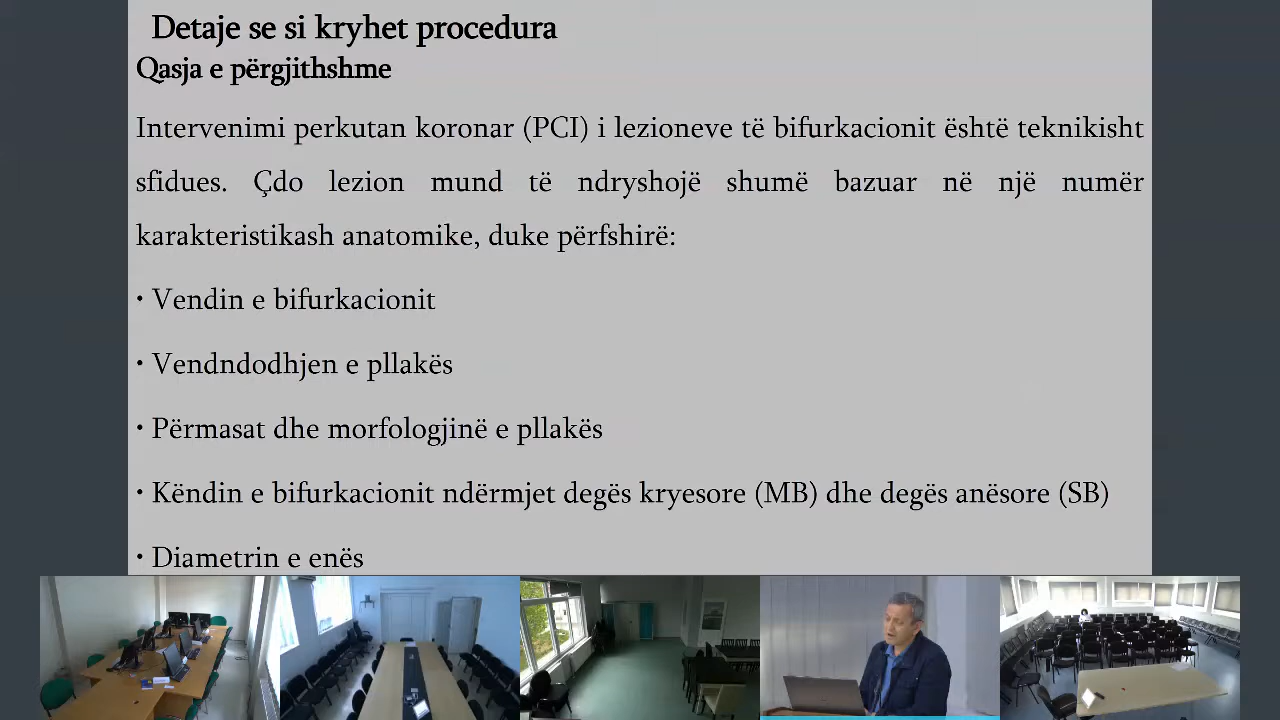 Detaje se si kryhet procedura
Qasja e përgjithshme
Intervenimi perkutan koronar (PCI) i lezioneve të bifurkacionit është teknikisht
sfidues. Çdo lezion mund të ndryshojë shumë bazuar në një numër
karakteristikash anatomike, duke përfshirë:
• Vendin e bifurkacionit
• Vendndodhjen e pllakës
• Përmasat dhe morfologjinë e pllakës
• Këndin e bifurkacionit ndërmjet degës kryesore (MB) dhe degës anësore (SB)
• Diametrin e enës